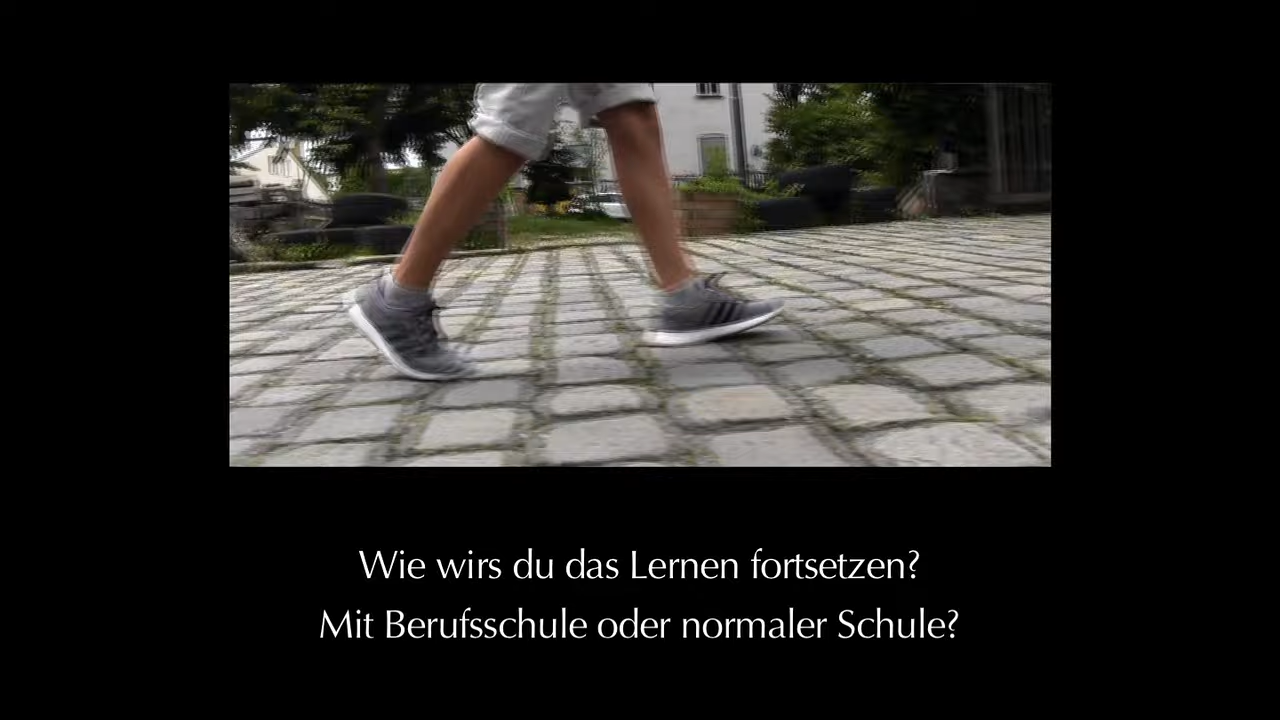 Wie wirs du das Lernen fortsetzen?
Mit Berufsschule oder normaler Schule?